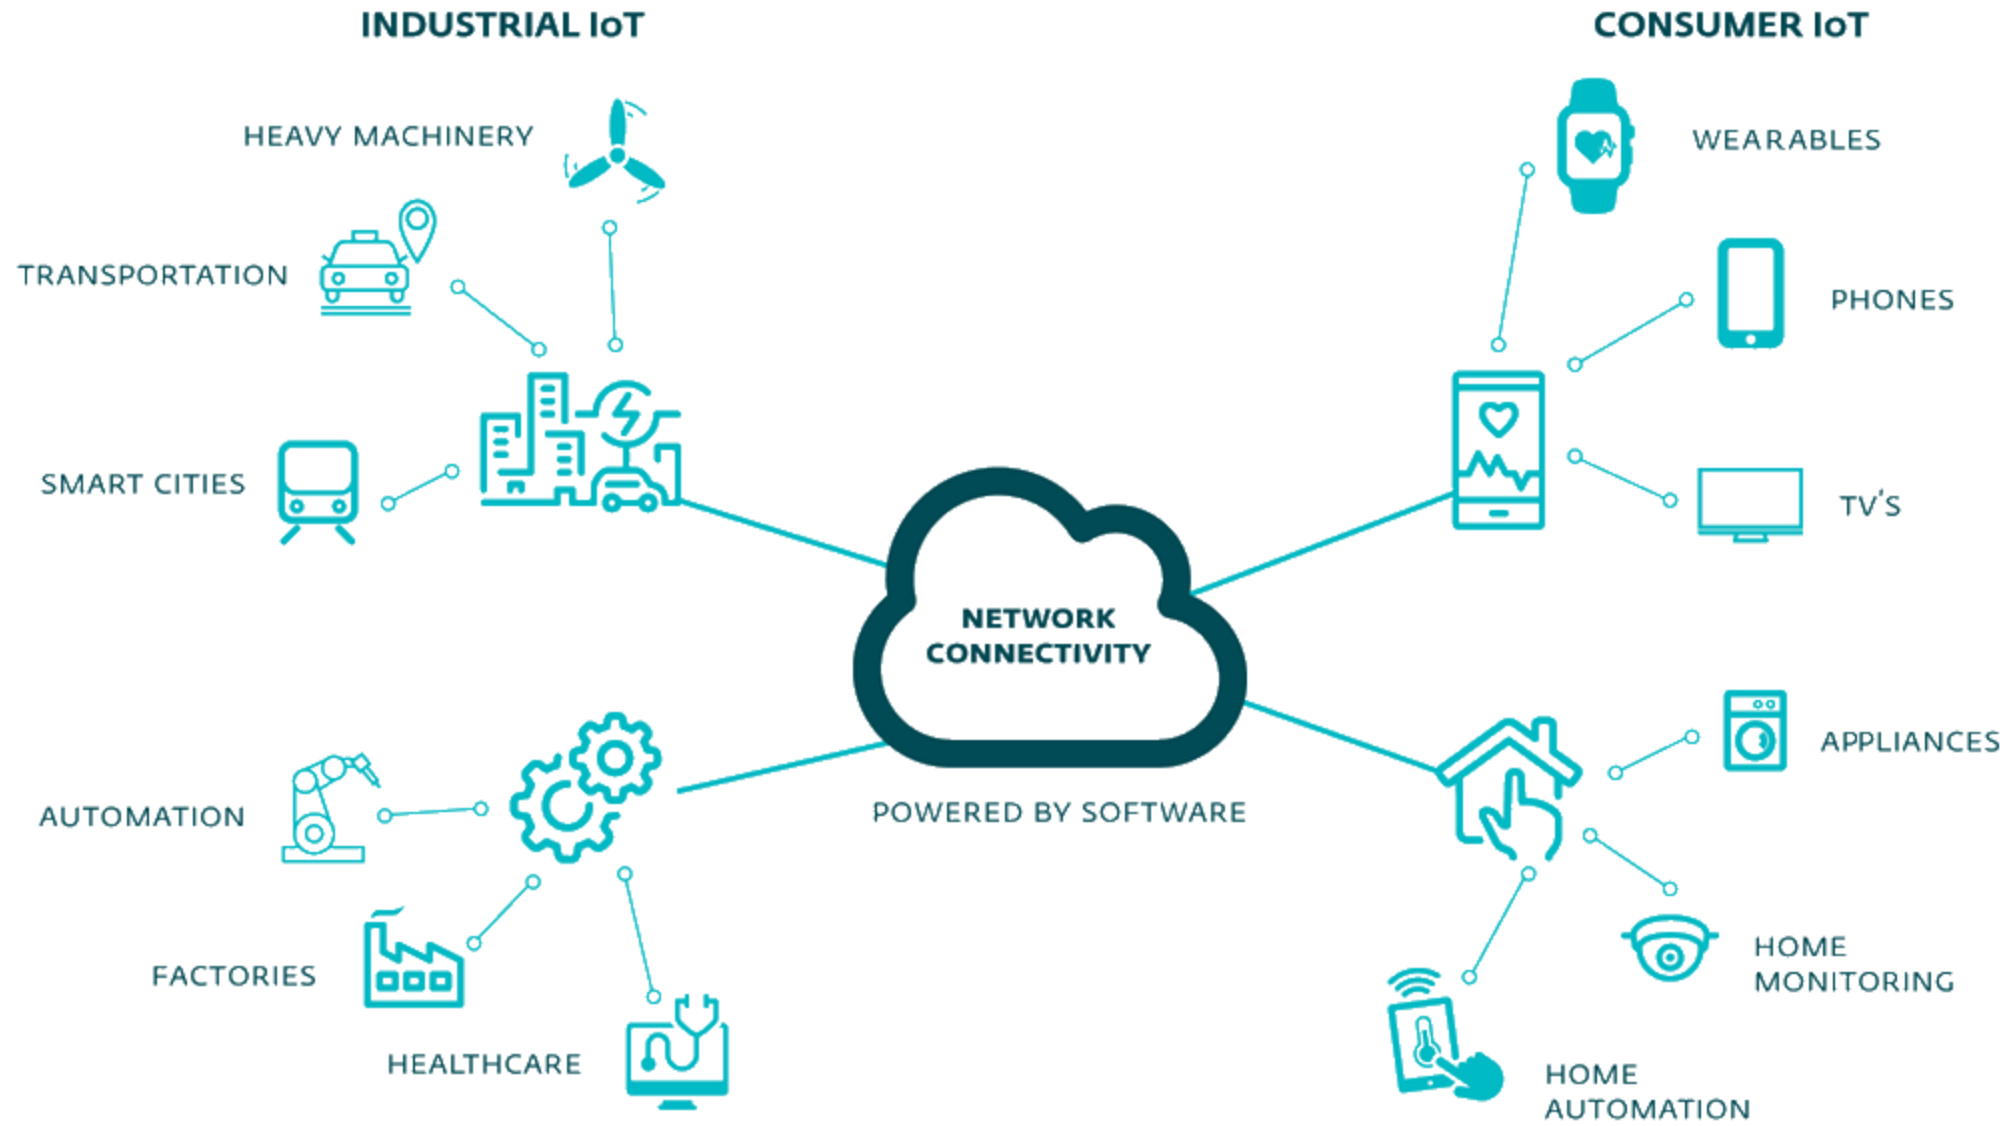 INDUSTRIAL IoT
CONSUMER IoT
HEAVY MACHINERY
WEARABLES
TRANSPORTATION
PHONES
SMART CITIES
TV'S
NETWORK
CONNECTIVITY
POWERED BY SOFTWARE
APPLIANCES
AUTOMATION
HOME
MONITORING
FACTORIES
HEALTHCARE
HOME
AUTOMATION